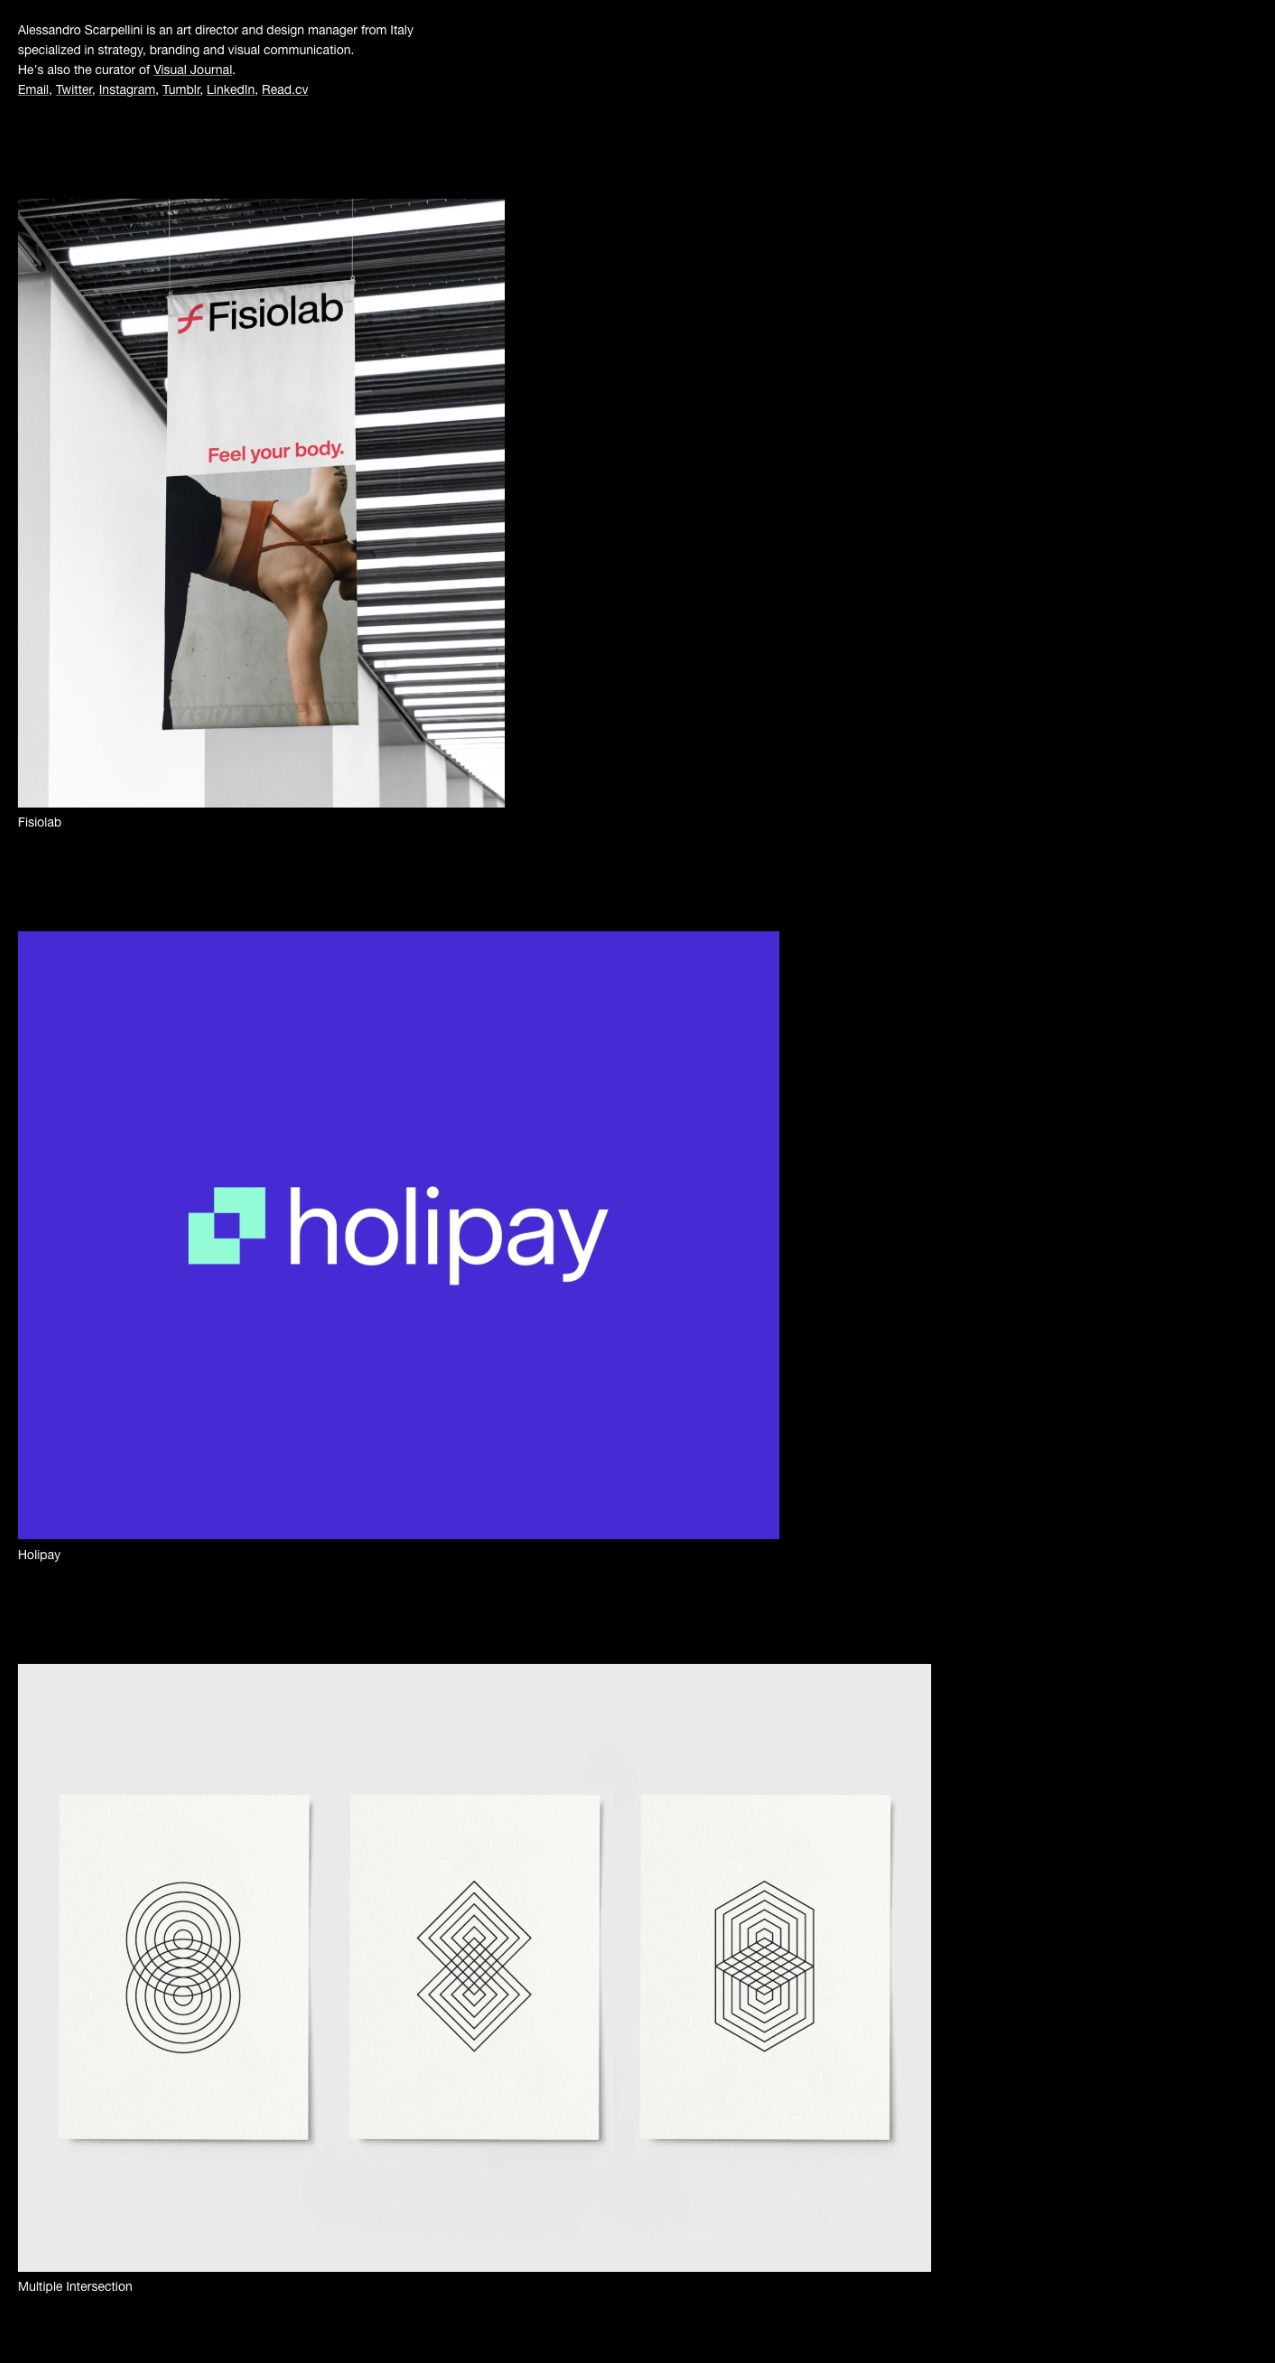 Alessandro Scarpellini is an art director and design manager from Italy
specialized in strategy, branding and visual communication.
He's also the curator of Visual Journal.
Email, Twitter, Instagram, Tumblr, LinkedIn, Read.cv
Fisiolab
Feel your body.
Fisiolab
holipay
Holipay
Multiple Intersection